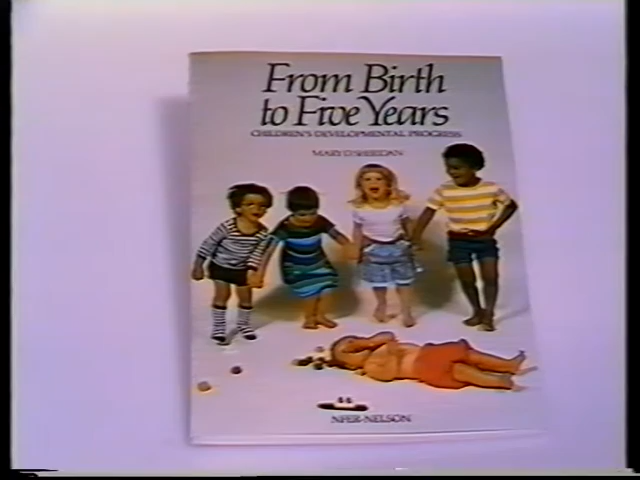 From Birth
to Five Years
CHILDREN'S DEVELOPMENTAL PROGRESS
MARY D SHERIDAN
NFER-NELSON